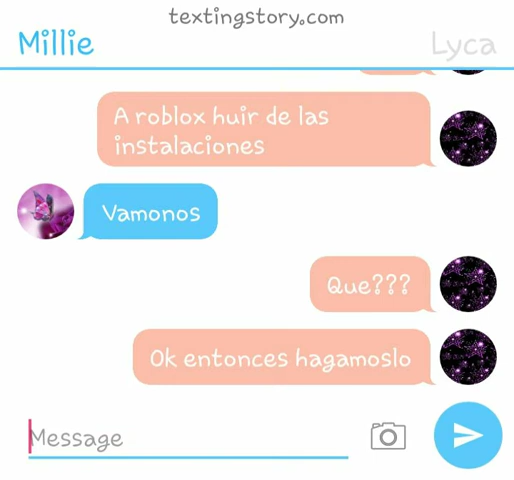 textingstory.com
Millie
Lyca
A roblox huir de las
instalaciones
Vamonos
Que???
Ok entonces hagamoslo
Message